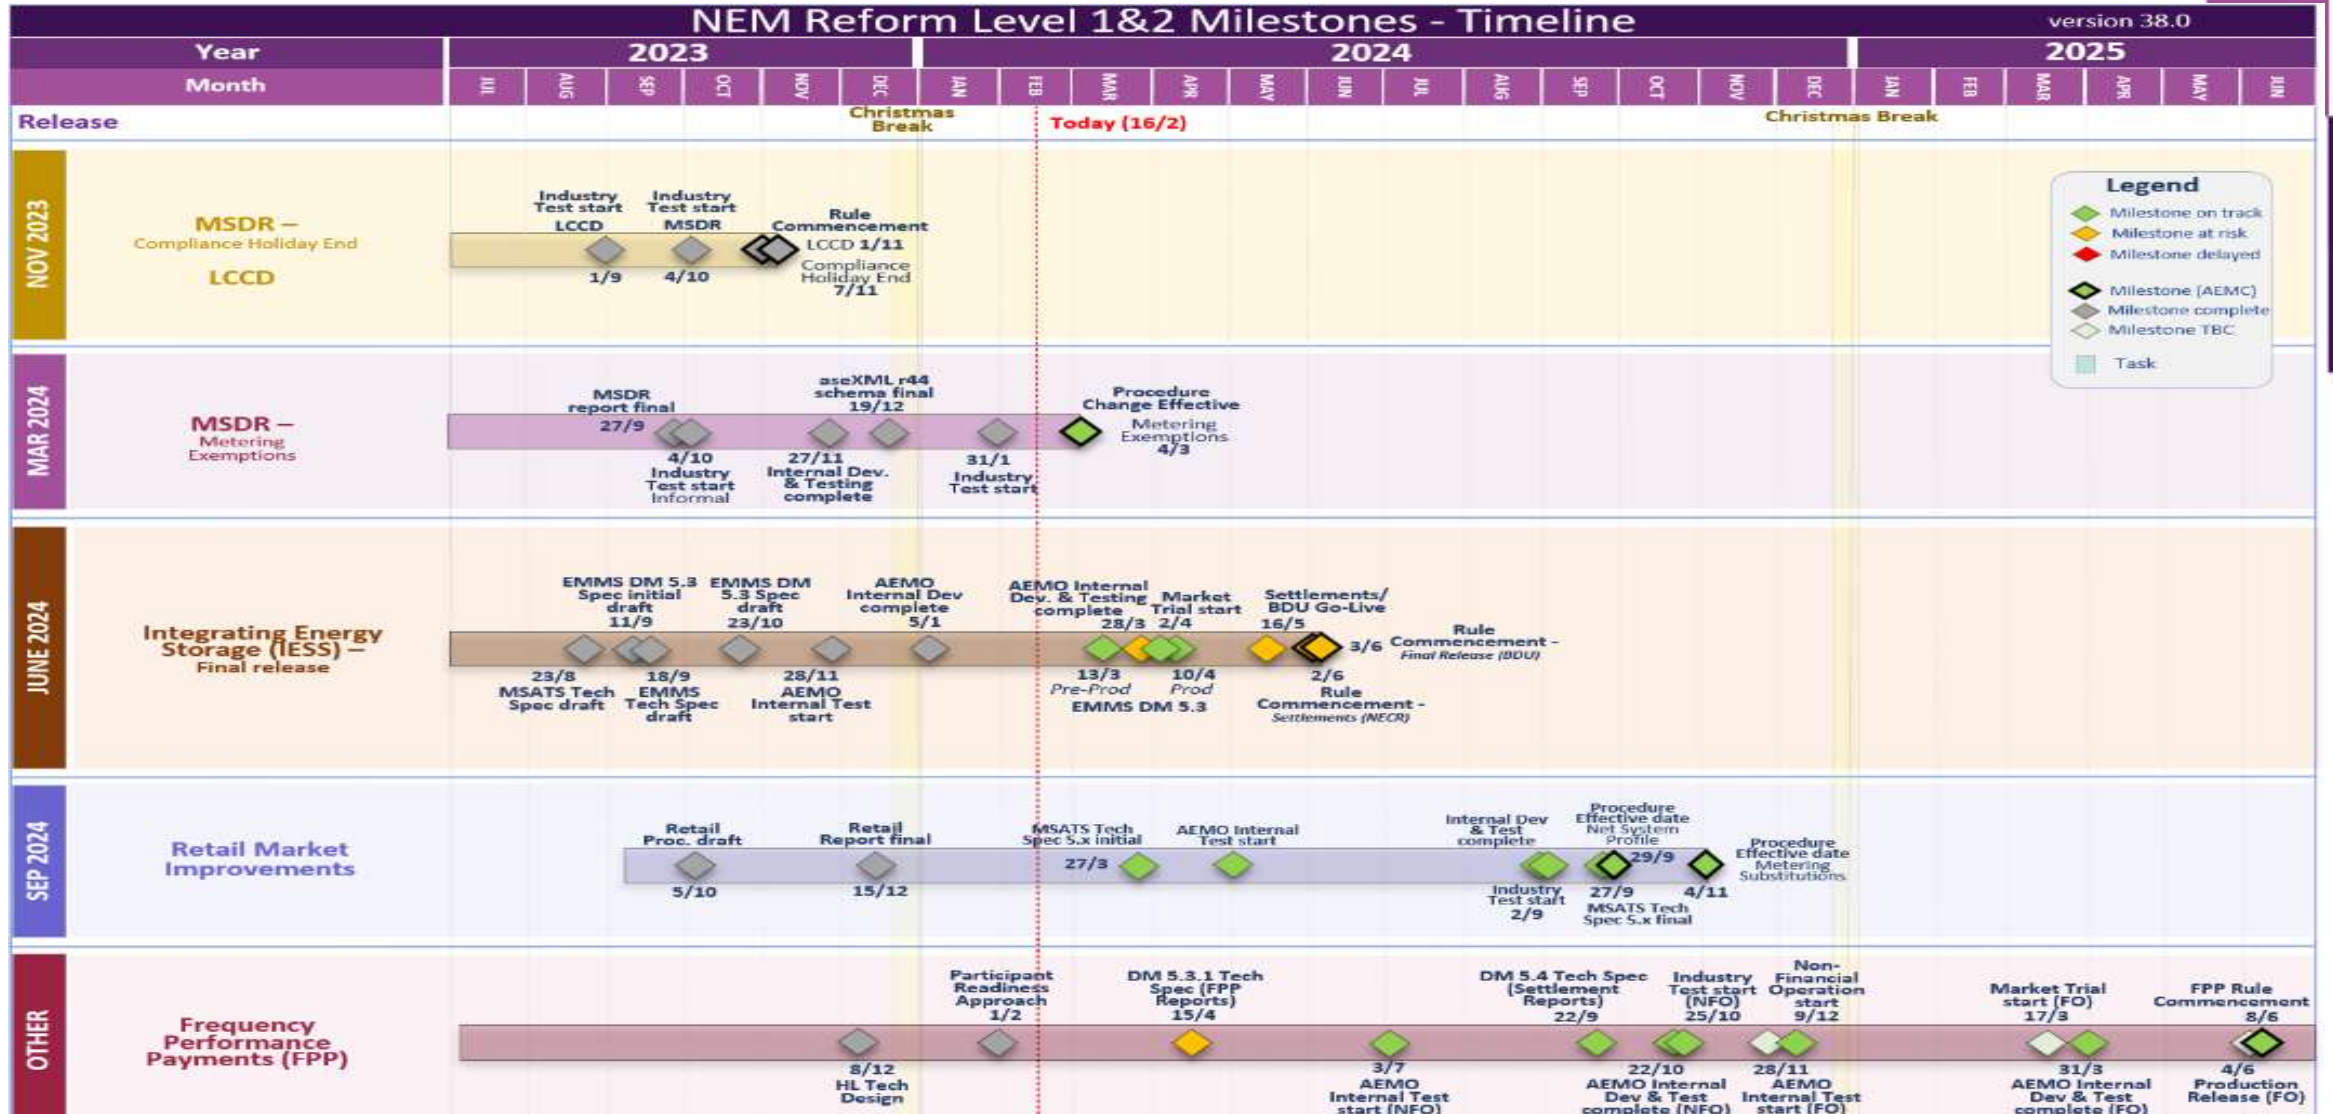 NEM Reform Level 1&2 Milestones - Timeline
version 38.0
Year
2023
2024
2025
Month
JUL
AUG
SEP
OCT
NOV
DEC
JAN
FEB
MAR
APR
MAY
JUN
JUL
AUG
SEP
OCT
NOV
DEC
JAN
FEB
MAR
APR
MAY
JUN
Release
Christmas
Break
Today (16/2)
Christmas Break
NOV 2023
MSDR –
Compliance Holiday End
LCCD
Industry
Test start
LCCD
1/9
Industry
Test start
MSDR
4/10
Rule
Commencement
LCCD 1/11
Compliance
Holiday End
7/11
Legend
Milestone on track
Milestone at risk
Milestone delayed
Milestone (AEMC)
Milestone complete
Milestone TBC
Task
MAR 2024
MSDR –
Metering
Exemptions
MSDR
report final
27/9
4/10
Industry
Test start
Informal
27/11
Internal Dev.
& Testing
complete
aseXML r44
schema final
19/12
31/1
Industry
Test start
Procedure
Change Effective
Metering
Exemptions
4/3
JUNE 2024
Integrating Energy
Storage (IESS) –
Final release
23/8
MSATS Tech
Spec draft
EMMS DM 5.3
Spec initial
draft
11/9
18/9
EMMS
Tech Spec
draft
EMMS DM
5.3 Spec
draft
23/10
28/11
AEMO
Internal Test
start
AEMO
Internal Dev
complete
5/1
AEMO Internal
Dev. & Testing
complete
28/3
13/3
Pre-Prod
Market
Trial start
2/4
10/4
Prod
EMMS DM 5.3
Settlements/
BDU Go-Live
16/5
2/6
Rule
Commencement -
Settlements (NECR)
3/6
Rule
Commencement -
Final Release (BDU)
SEP 2024
Retail Market
Improvements
Retail
Proc. draft
5/10
Retail
Report final
15/12
MSATS Tech
Spec 5.x initial
27/3
AEMO Internal
Test start
Internal Dev
& Test
complete
Industry
Test start
2/9
Procedure
Effective date
Net System
Profile
29/9
27/9
MSATS Tech
Spec 5.x final
4/11
Procedure
Effective date
Metering
Substitutions
OTHER
Frequency
Performance
Payments (FPP)
8/12
HL Tech
Design
Participant
Readiness
Approach
1/2
DM 5.3.1 Tech
Spec (FPP
Reports)
15/4
3/7
AEMO
Internal Test
start (NFO)
DM 5.4 Tech Spec
(Settlement
Reports)
22/9
22/10
AEMO Internal
Dev & Test
complete (NFO)
Industry
Test start
(NFO)
25/10
28/11
AEMO
Internal Test
start (FO)
Non-
Financial
Operation
start
9/12
Market Trial
start (FO)
17/3
31/3
AEMO Internal
Dev & Test
complete (FO)
FPP Rule
Commencement
8/6
4/6
Production
Release (FO)